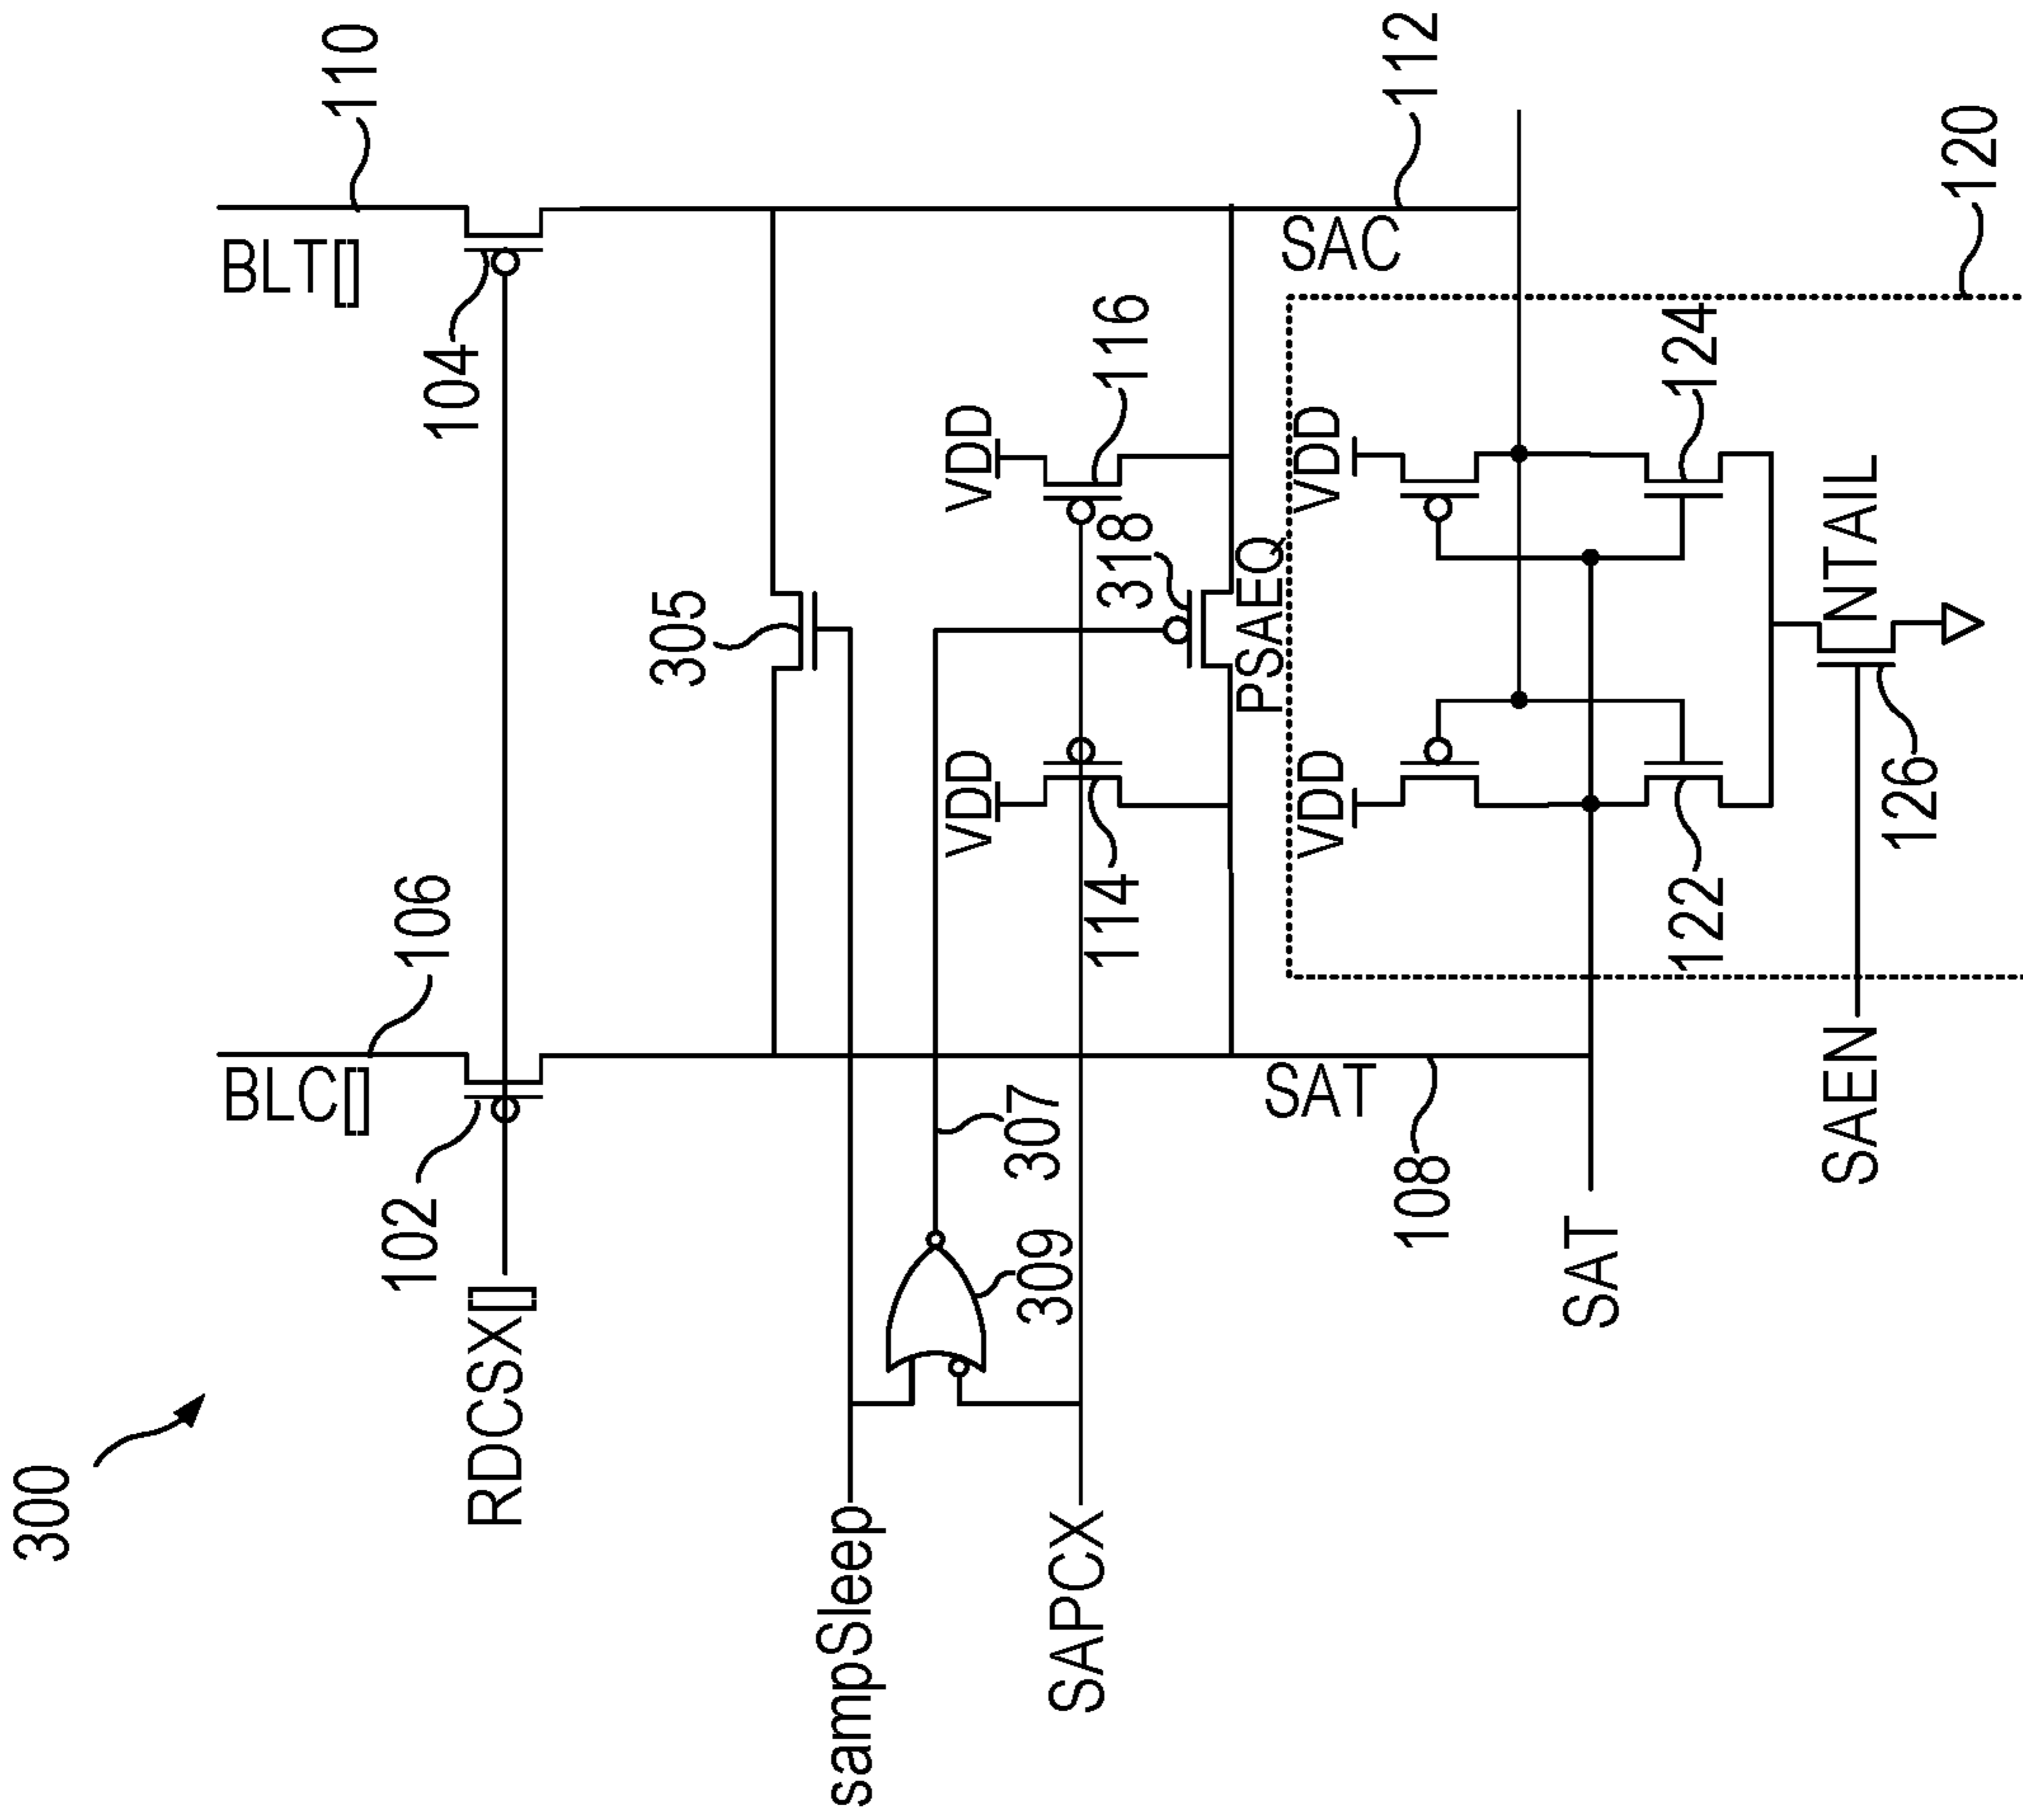 300
110
BLT[]
104
106
BLC[]
102
RDCSX[]
305
112
SAC
VDD
116
318
VDD
114
PSAEQ
307
309
sampSleep
SAPCX
SAT
108
120
VDD
124
VDD
122
NTAIL
126
SAT
SAEN